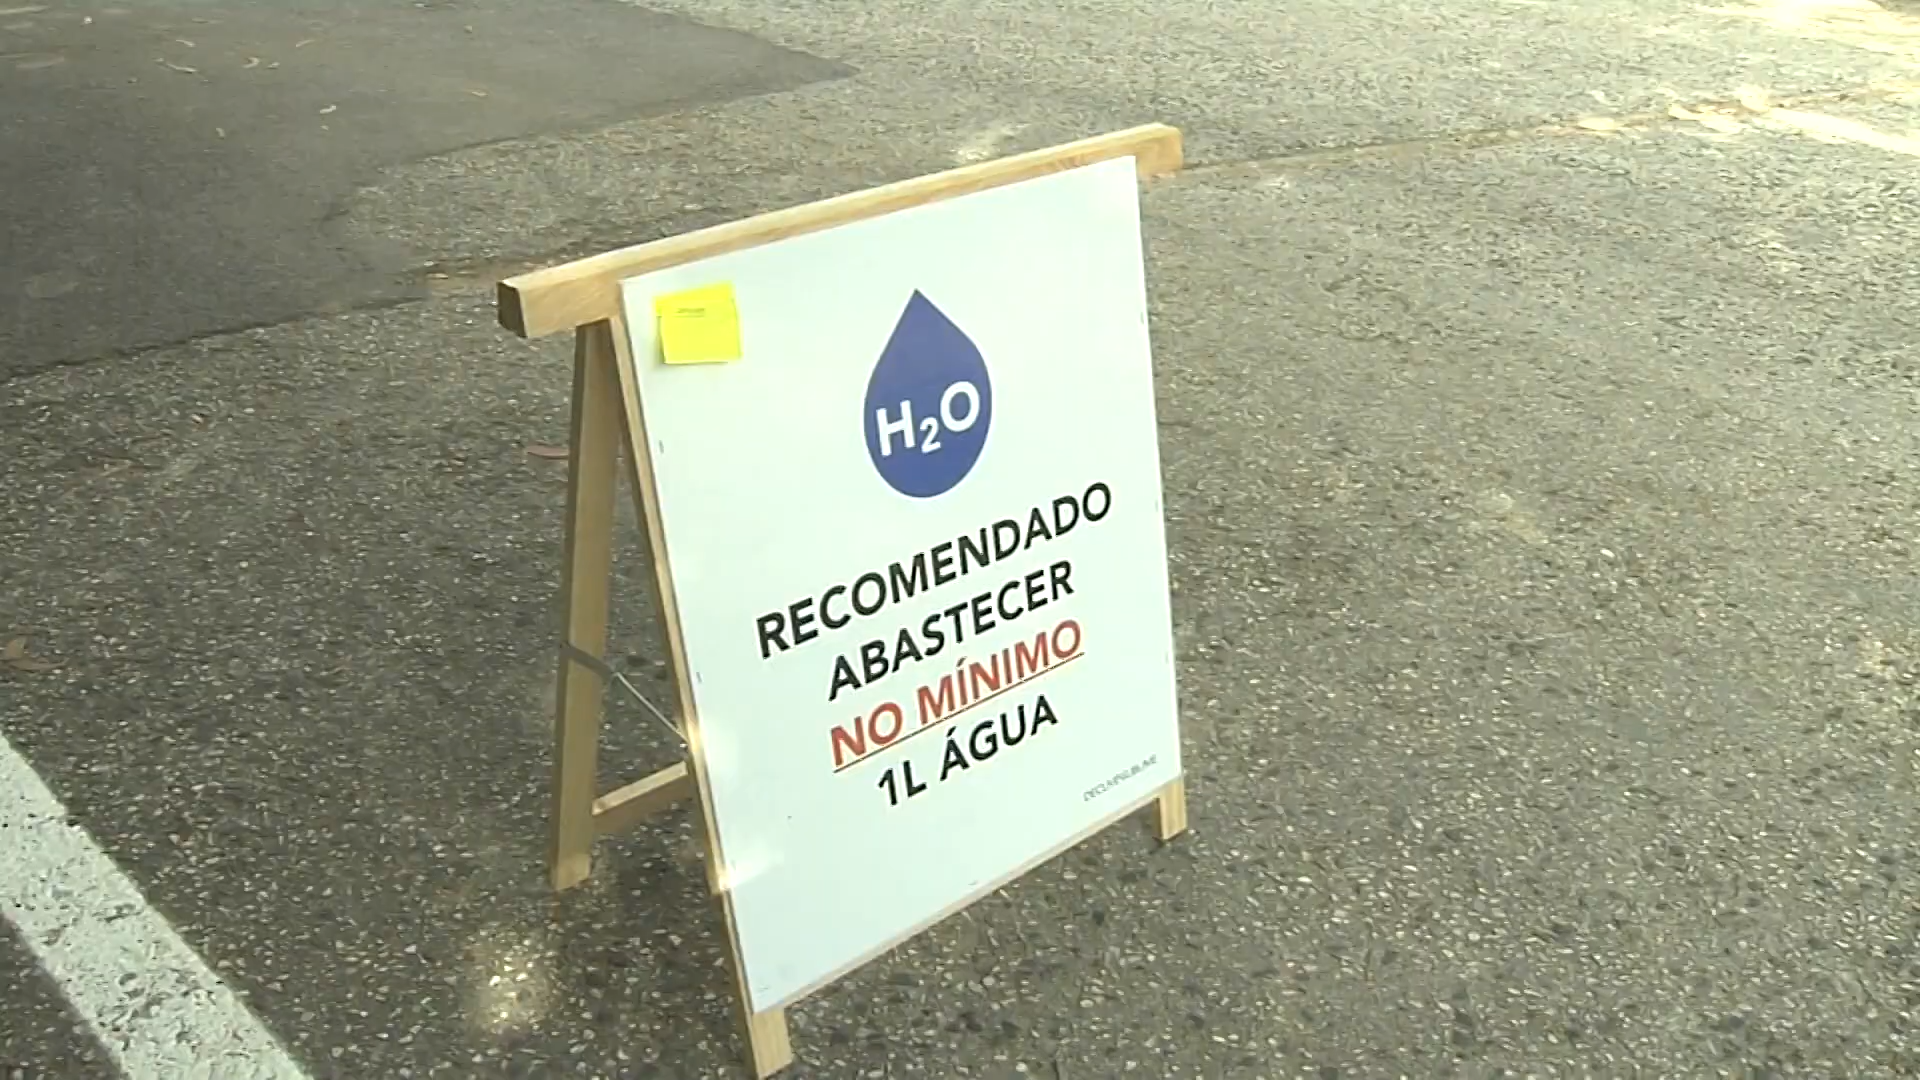 H₂O
RECOMENDADO
ABASTECER
NO MÍNIMO
1L ÁGUA